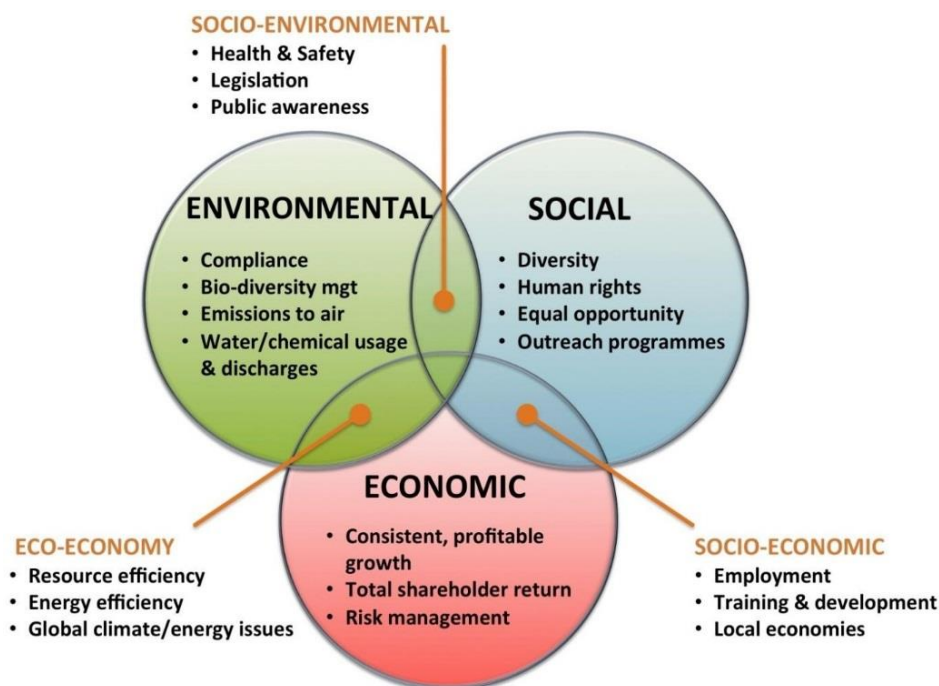 SOCIO-ENVIRONMENTAL
• Health & Safety
• Legislation
• Public awareness
ENVIRONMENTAL
• Compliance
• Bio-diversity mgt
• Emissions to air
• Water/chemical usage
& discharges
SOCIAL
• Diversity
• Human rights
• Equal opportunity
• Outreach programmes
ECONOMIC
• Consistent, profitable
growth
• Total shareholder return
• Risk management
ECO-ECONOMY
• Resource efficiency
• Energy efficiency
• Global climate/energy issues
SOCIO-ECONOMIC
• Employment
• Training & development
• Local economies